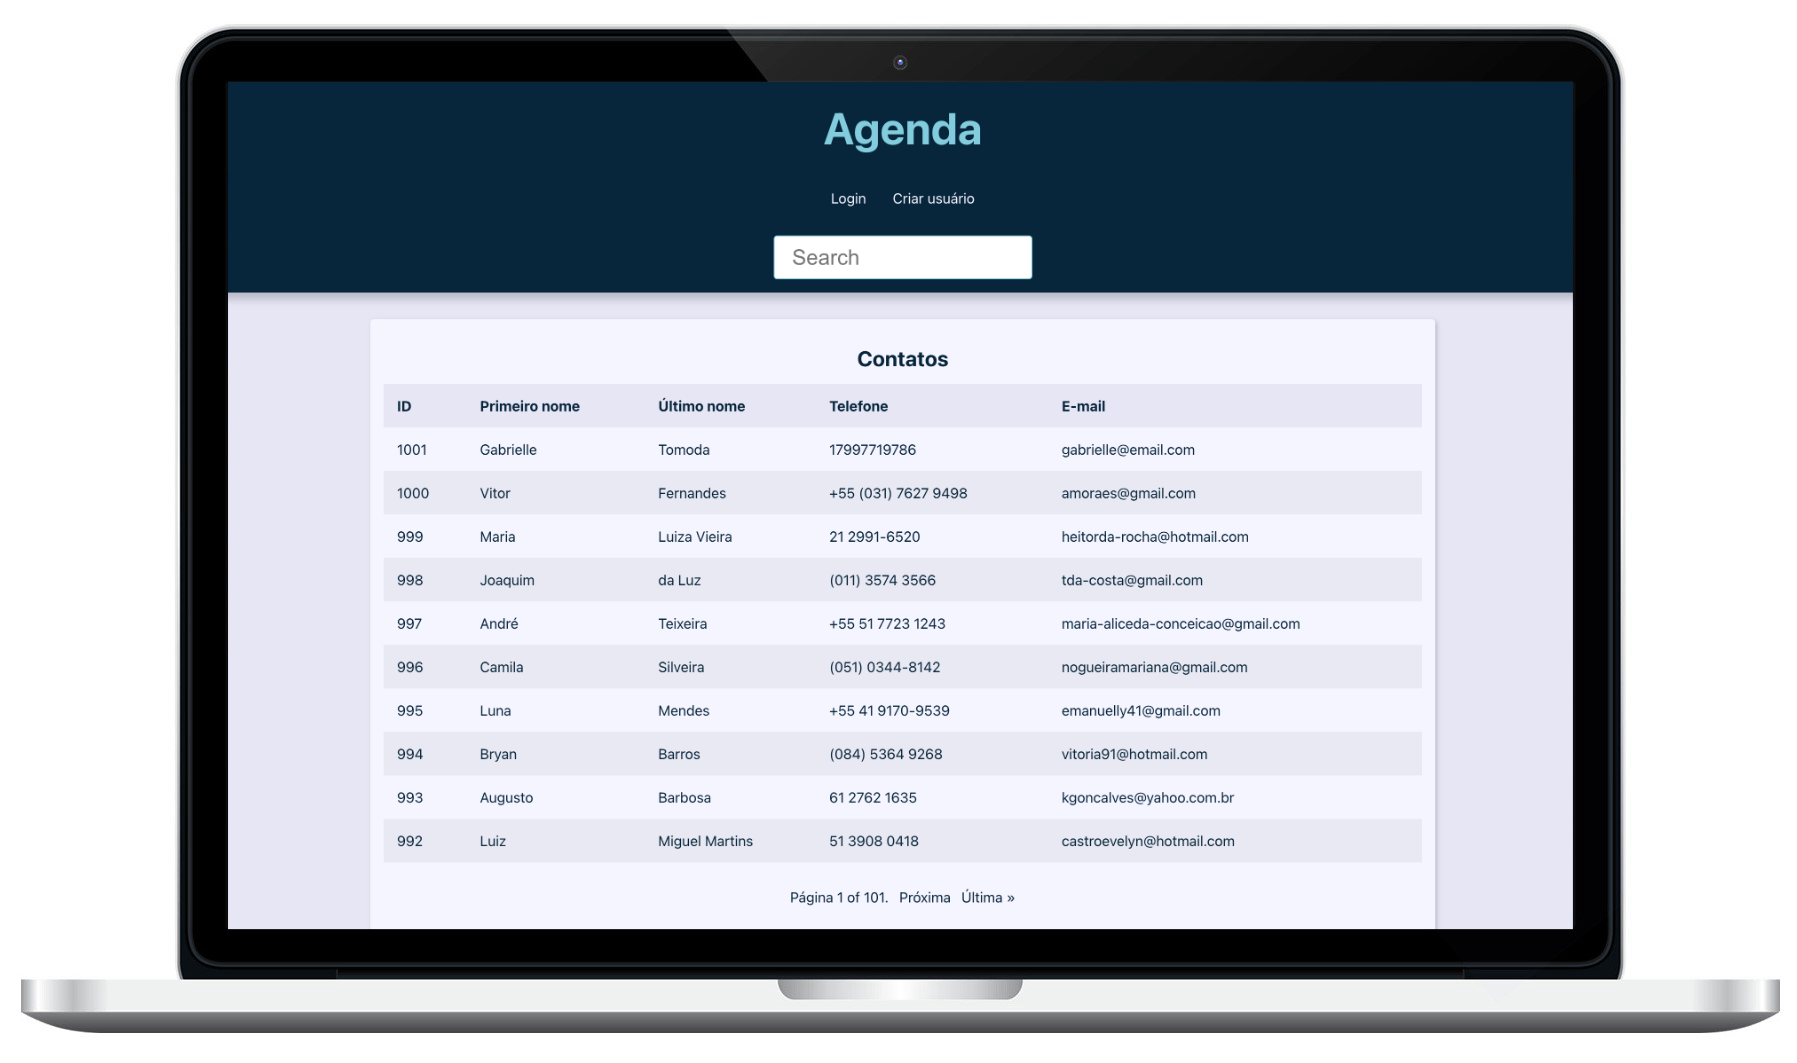 Agenda
Login Criar usuário
Search
Contatos
ID Primeiro nome Último nome Telefone E-mail
1001 Gabrielle Tomoda 17997719786 gabrielle@email.com
1000 Vitor Fernandes +55 (031) 7627 9498 amoraes@gmail.com
999 Maria Luiza Vieira 21 2991-6520 heitorda-rocha@hotmail.com
998 Joaquim da Luz (011) 3574 3566 tda-costa@gmail.com
997 André Teixeira +55 51 7723 1243 maria-aliceda-conceicao@gmail.com
996 Camila Silveira (051) 0344-8142 nogueiramariana@gmail.com
995 Luna Mendes +55 41 9170-9539 emanuelly41@gmail.com
994 Bryan Barros (084) 5364 9268 vitoria91@hotmail.com
993 Augusto Barbosa 61 2762 1635 kgoncalves@yahoo.com.br
992 Luiz Miguel Martins 51 3908 0418 castroevelyn@hotmail.com
Página 1 of 101. Próxima Última »